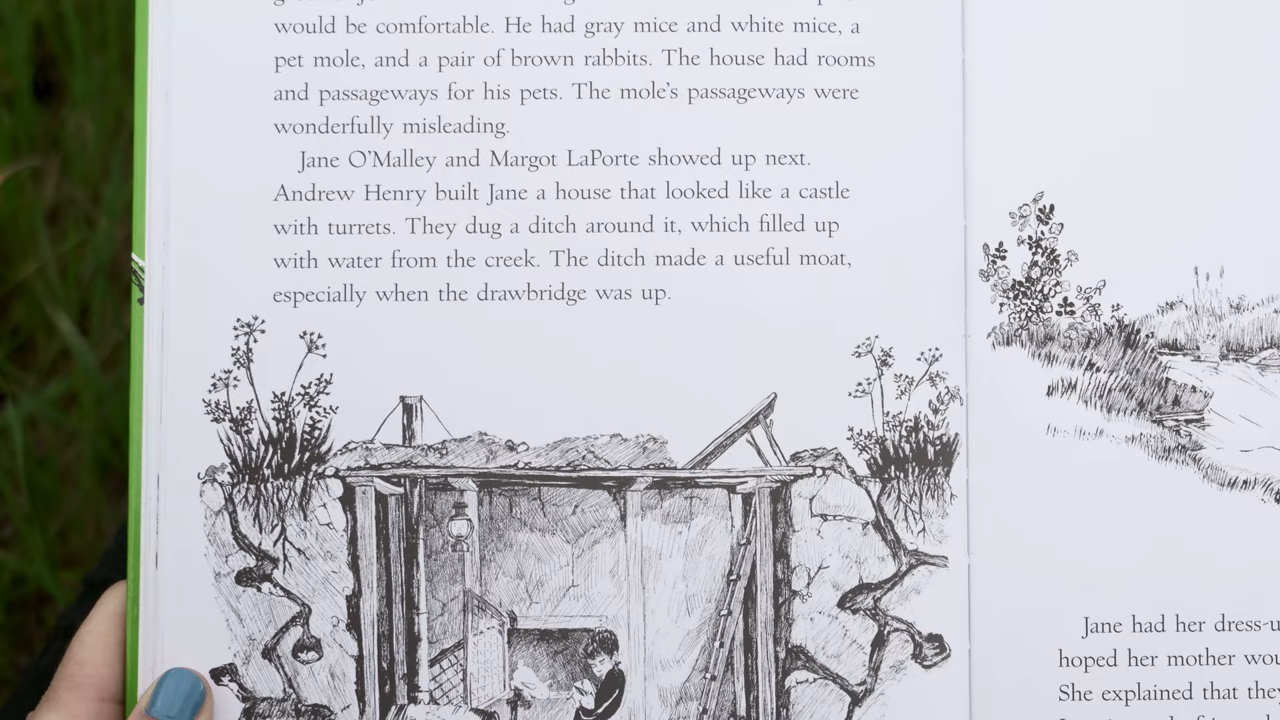 would be comfortable. He had gray mice and white mice, a
pet mole, and a pair of brown rabbits. The house had rooms
and passageways for his pets. The mole's passageways were
wonderfully misleading.
Jane O'Malley and Margot LaPorte showed up next.
Andrew Henry built Jane a house that looked like a castle
with turrets. They dug a ditch around it, which filled up
with water from the creek. The ditch made a useful moat,
especially when the drawbridge was up.
Jane had her dress-u
hoped her mother wou
She explained that they